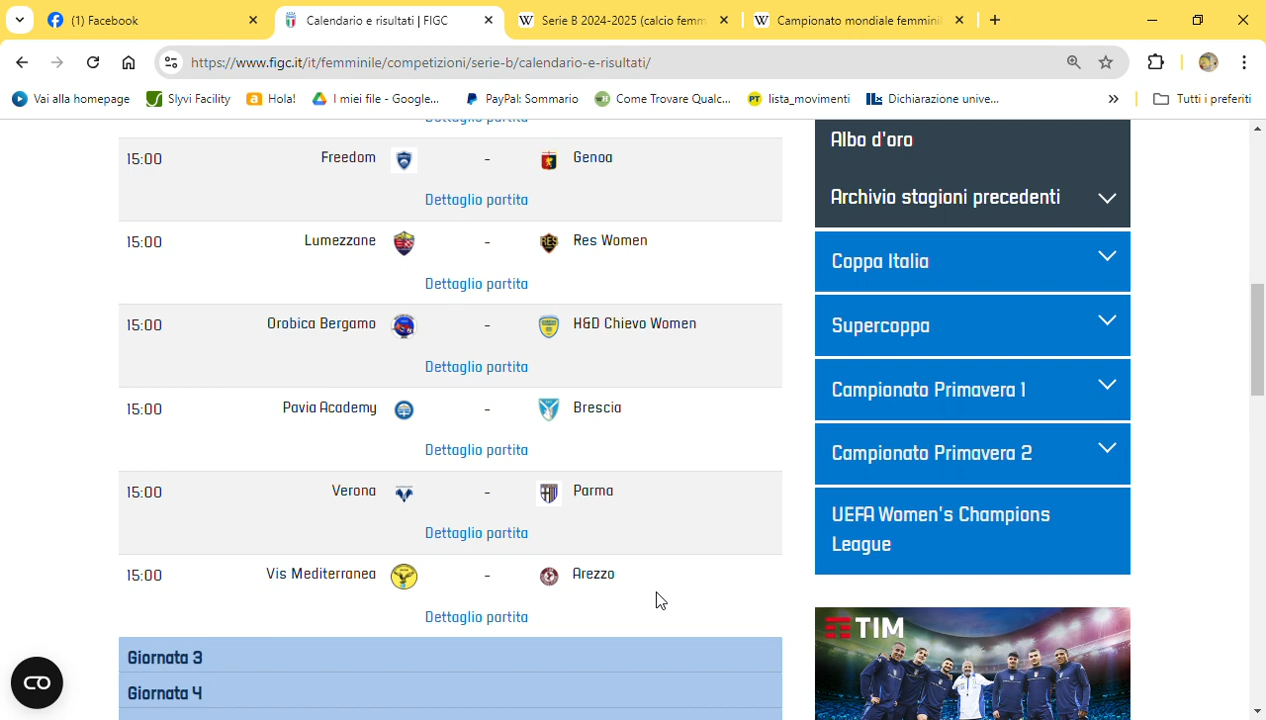 (1) Facebook
Calendario e risultati | FIGC
Serie B 2024-2025 (calcio femm
Campionato mondiale femminil
https://www.figc.it/it/femminile/competizioni/serie-b/calendario-e-risultati/
Vai alla homepage
Slyvi Facility
Hola!
I miei file - Google...
PayPal: Sommario
Come Trovare Qualc...
lista_movimenti
Dichiarazione unive...
Tutti i preferiti
Dettaglio partita
15:00 Freedom - Genoa
Dettaglio partita
15:00 Lumezzane - Res Women
Dettaglio partita
15:00 Orobica Bergamo - H&D Chievo Women
Dettaglio partita
15:00 Pavia Academy - Brescia
Dettaglio partita
15:00 Verona - Parma
Dettaglio partita
15:00 Vis Mediterranea - Arezzo
Dettaglio partita
Giornata 3
Giornata 4
Albo d'oro
Archivio stagioni precedenti
Coppa Italia
Supercoppa
Campionato Primavera 1
Campionato Primavera 2
UEFA Women's Champions
League
TIM